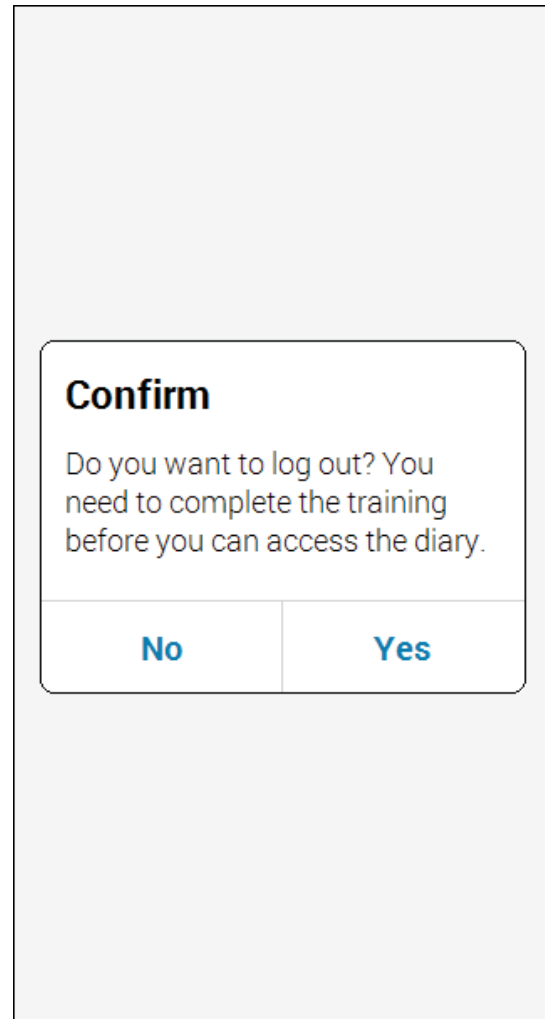 Confirm
Do you want to log out? You
need to complete the training
before you can access the diary.
No
Yes